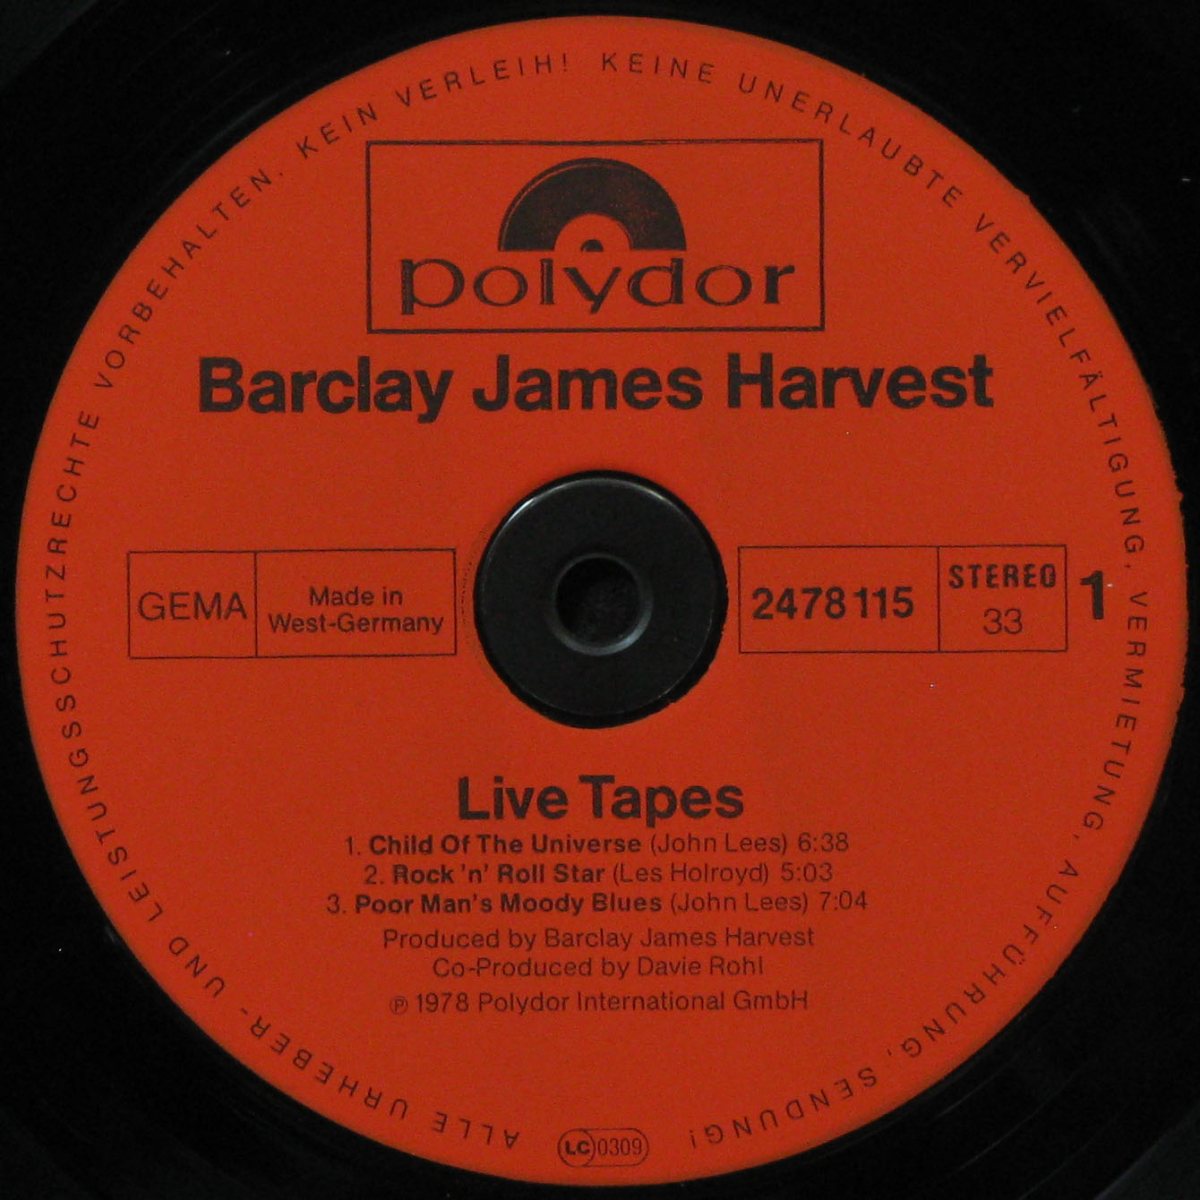 ALLE URHEBER- UND LEISTUNGSSCHUTZRECHTE VORBEHALTEN. KEIN VERLEIH! KEINE UNERLAUBTE VERVIELFÄLTIGUNG, VERMIETUNG, AUFFÜHRUNG, SENDUNG!
polydor
Barclay James Harvest
GEMA
Made in
West-Germany
2478 115
STEREO
33
1
Live Tapes
1. Child Of The Universe (John Lees) 6:38
2. Rock 'n' Roll Star (Les Holroyd) 5:03
3. Poor Man's Moody Blues (John Lees) 7:04
Produced by Barclay James Harvest
Co-Produced by Davie Rohl
℗ 1978 Polydor International GmbH
LC 0309